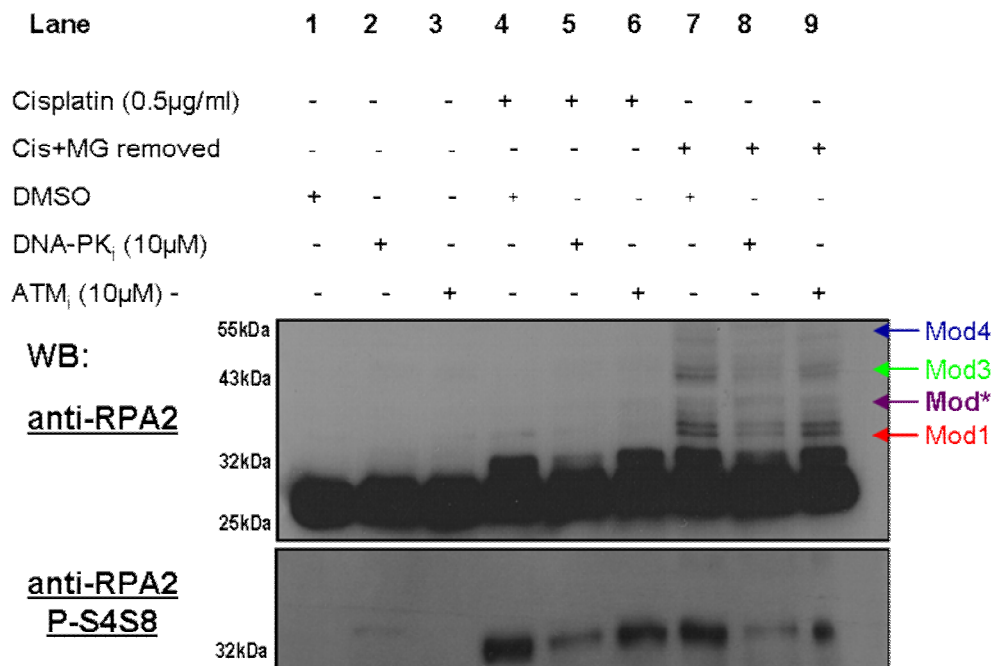 Lane 1 2 3 4 5 6 7 8 9
Cisplatin (0.5µg/ml) - - - + + + - - -
Cis+MG removed - - - - - - + + +
DMSO + - - + - - + - -
DNA-PKi (10µM) - + - - + - - + -
ATMi (10µM) - - - + - - + - - +
55kDa Mod4
WB:
43kDa Mod3
Mod*
anti-RPA2
Mod1
32kDa
25kDa
anti-RPA2
P-S4S8
32kDa